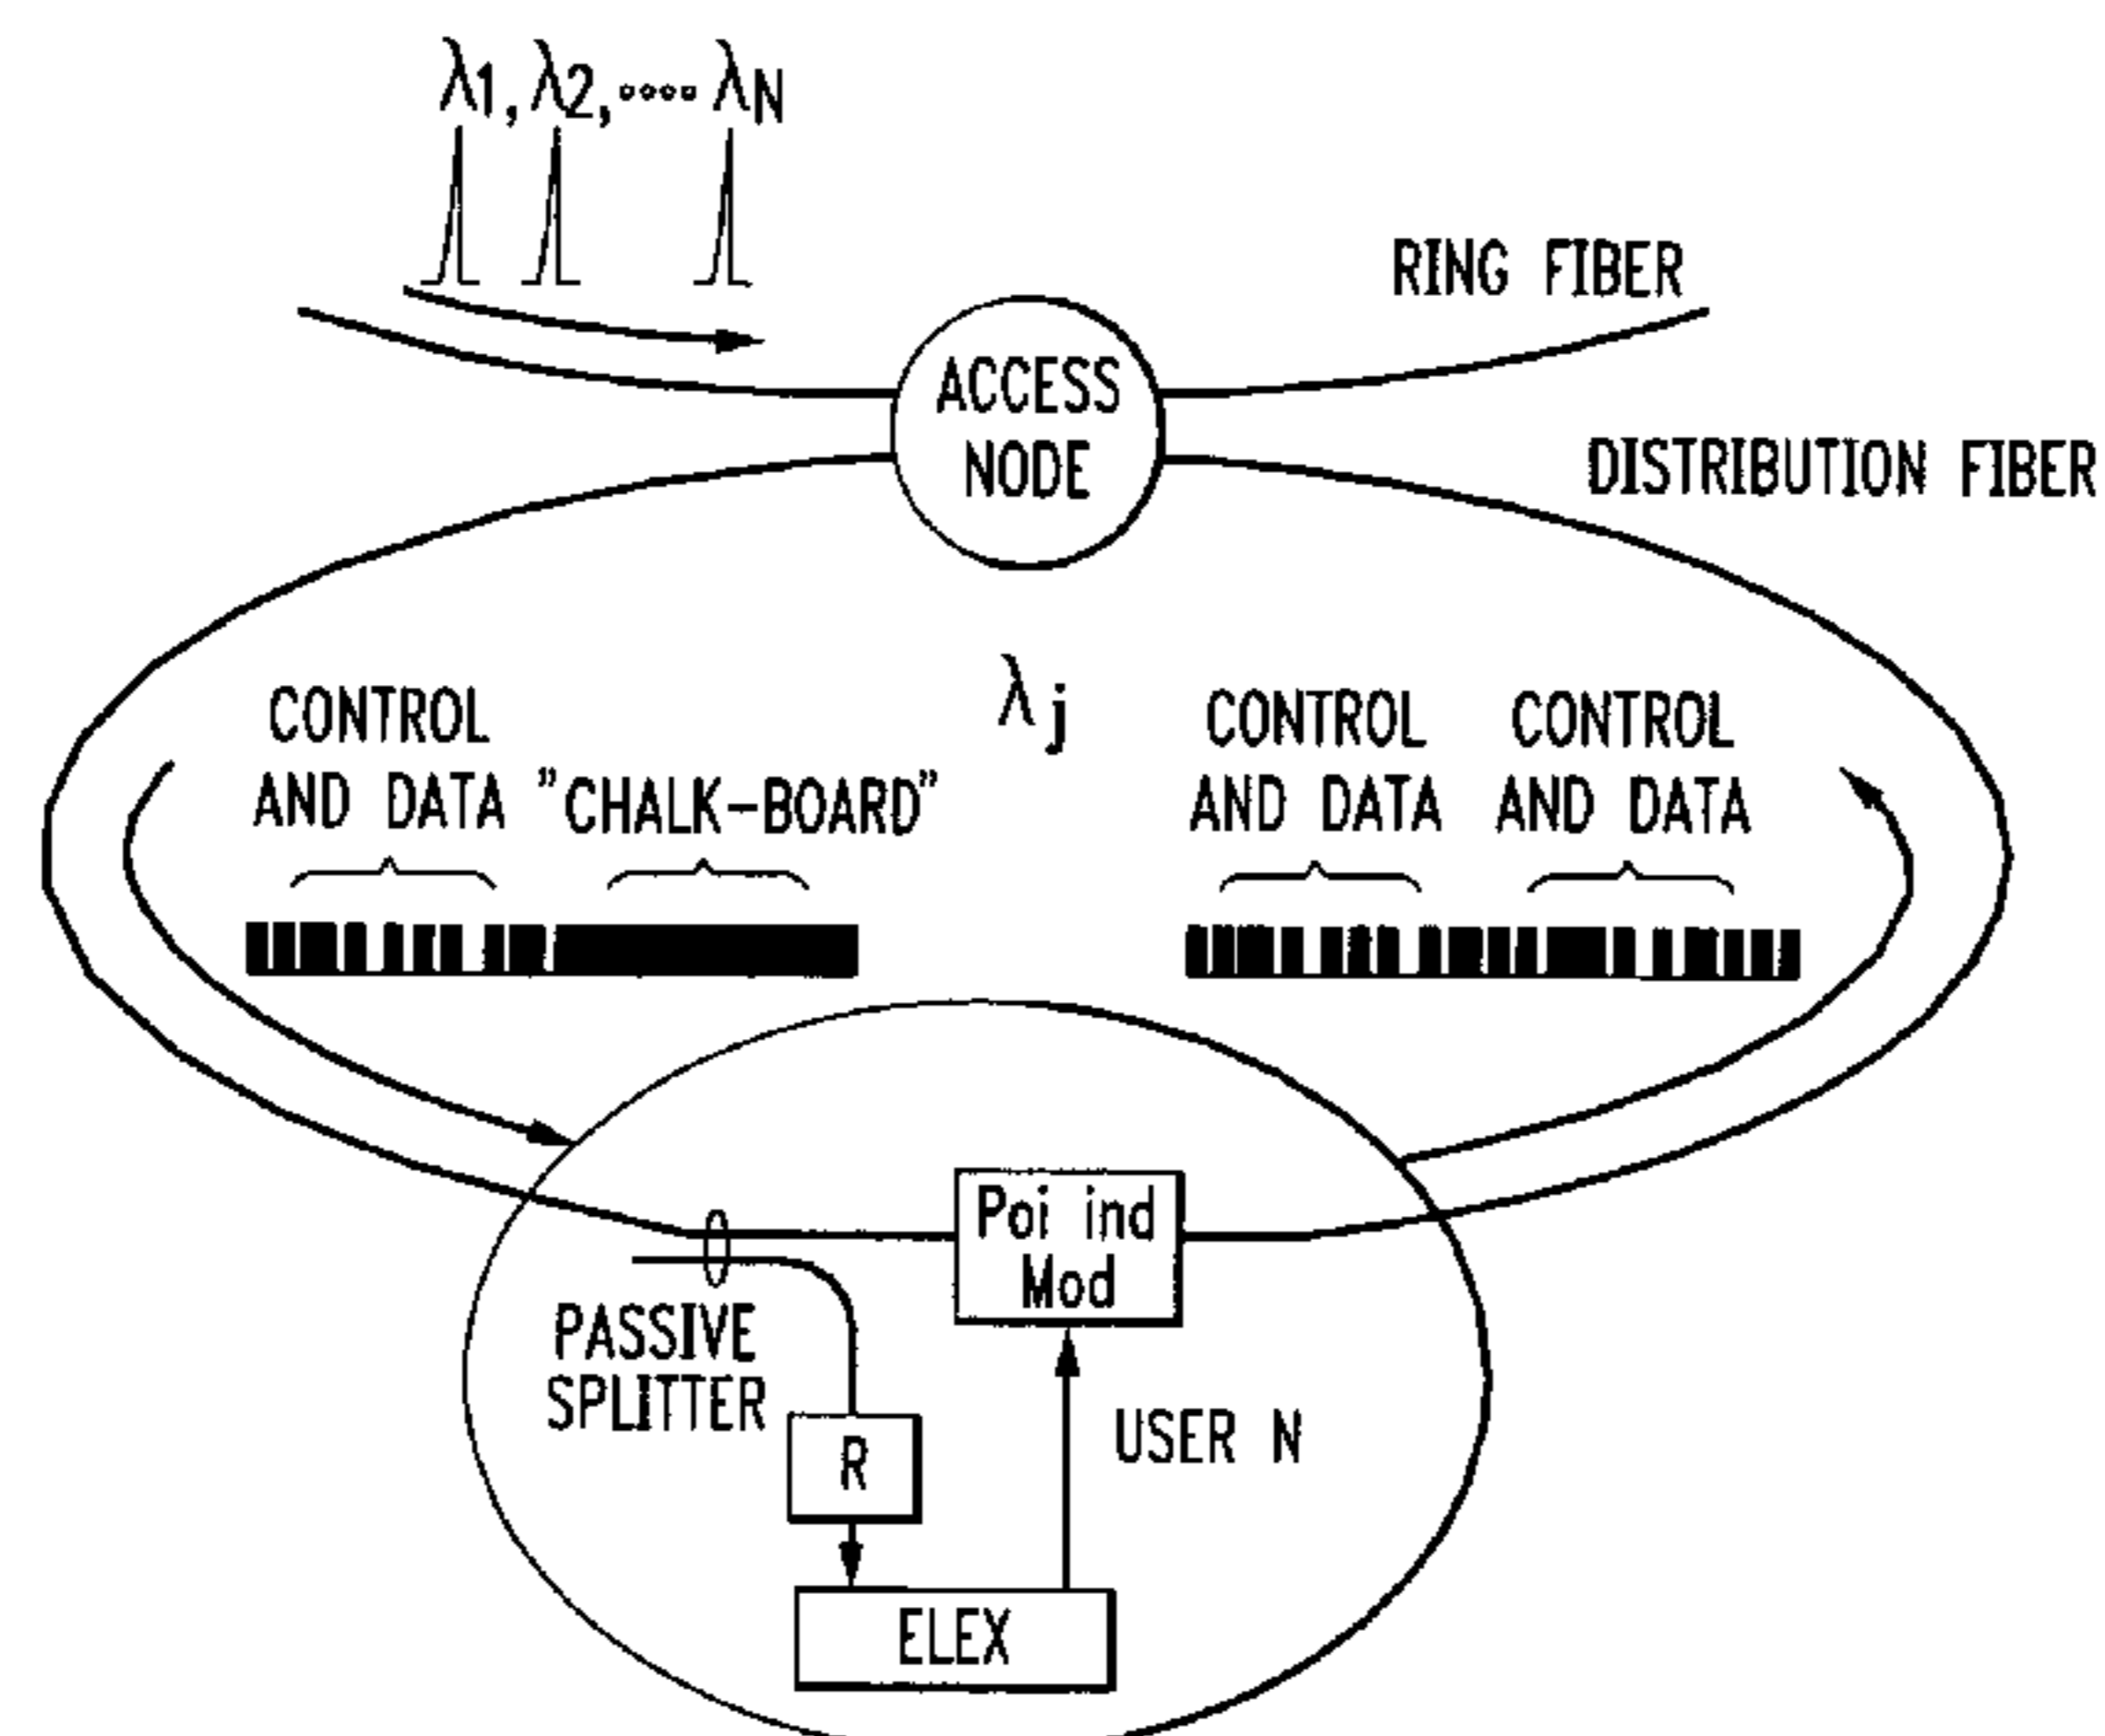 λ1, λ2, •••• λN
RING FIBER
ACCESS
NODE
DISTRIBUTION FIBER
λj
CONTROL
AND DATA
"CHALK-BOARD"
CONTROL
AND DATA
CONTROL
AND DATA
Poi ind
Mod
PASSIVE
SPLITTER
R
USER N
ELEX